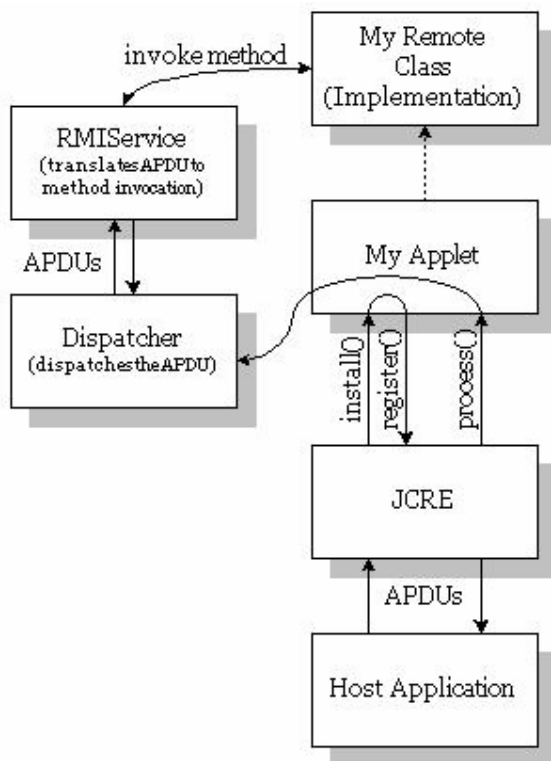 invoke method
My Remote
Class
(Implementation)
RMIService
(translatesAPDUto
method invocation)
APDUs
My Applet
Dispatcher
(dispatchestheAPDU)
install()
register()
process()
JCRE
APDUs
Host Application